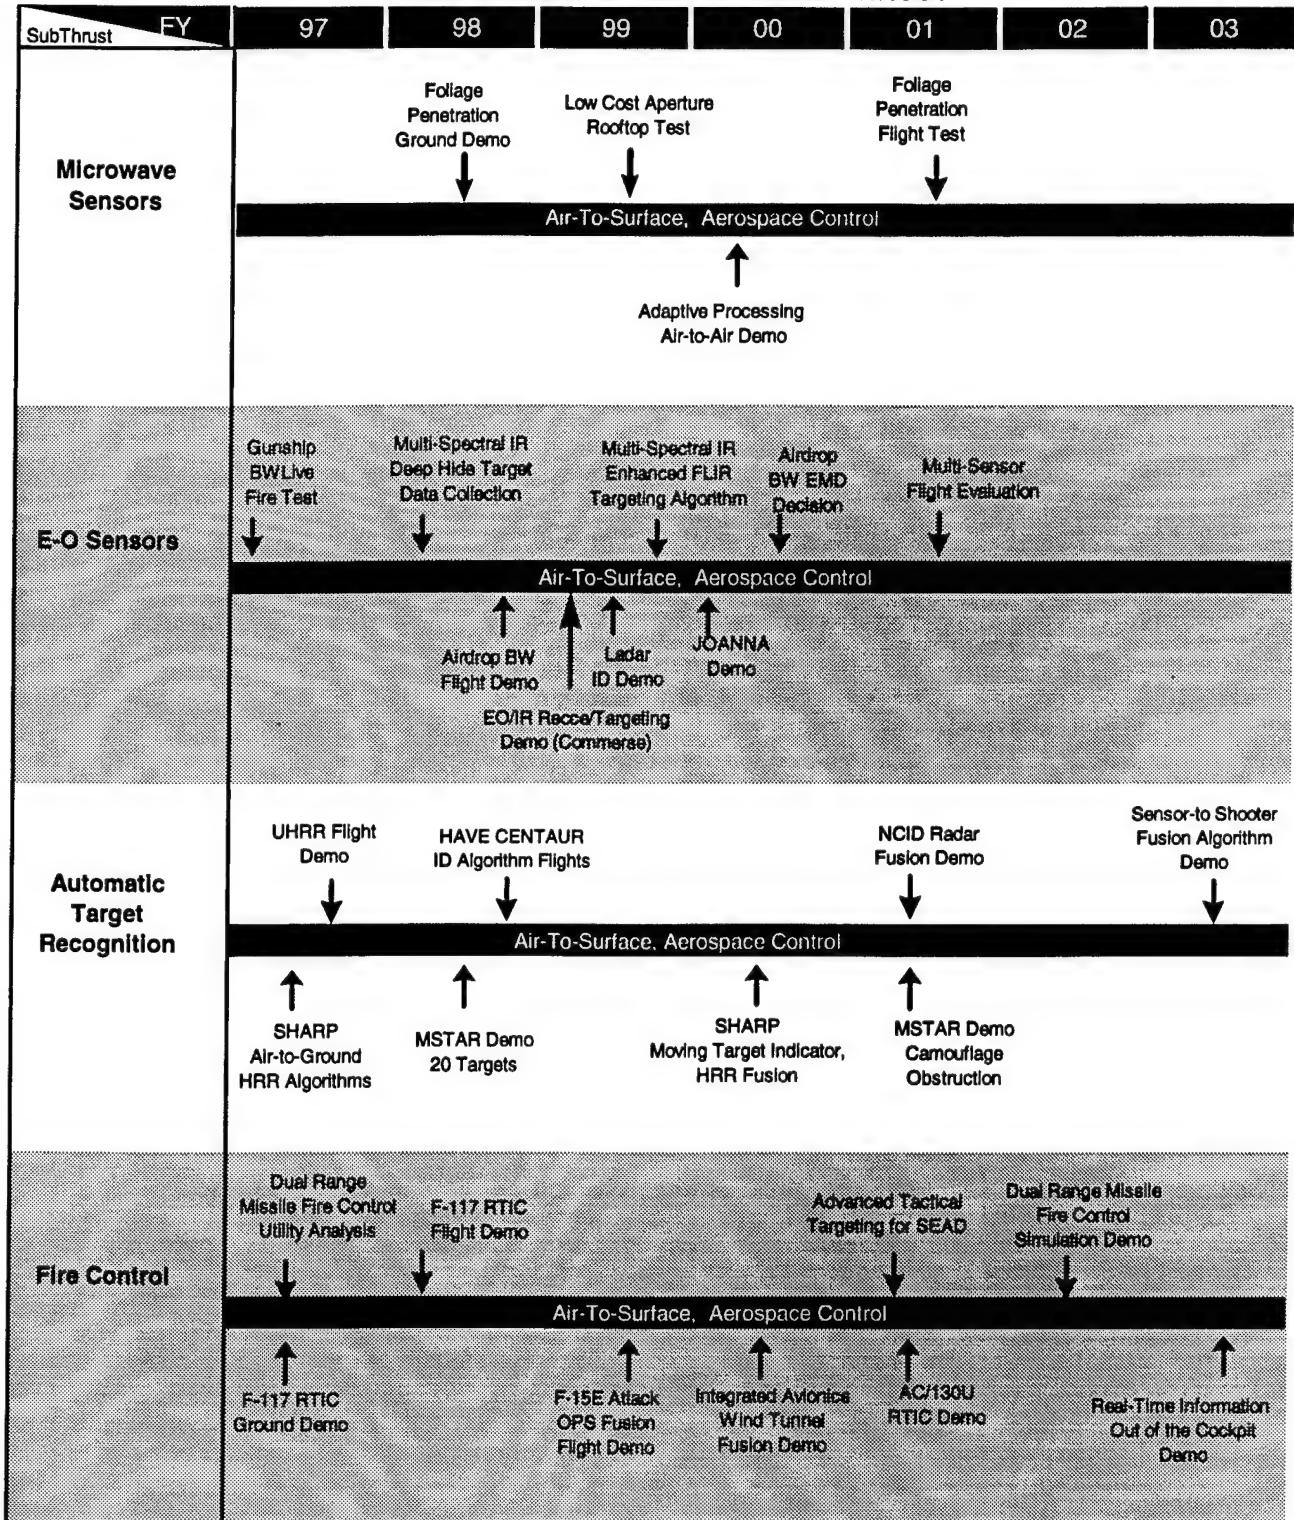 SubThrust FY 97 98 99 00 01 02 03
Microwave
Sensors
Foliage
Penetration
Ground Demo
Low Cost Aperture
Rooftop Test
Foliage
Penetration
Flight Test
Air-To-Surface, Aerospace Control
Adaptive Processing
Air-to-Air Demo
E-O Sensors
Gunship
BWLive
Fire Test
Multi-Spectral IR
Deep Hide Target
Data Collection
Multi-Spectral IR
Enhanced FLIR
Targeting Algorithm
Airdrop
BW EMD
Decision
Multi-Sensor
Flight Evaluation
Air-To-Surface, Aerospace Control
Airdrop BW
Flight Demo
EO/IR Recce/Targeting
Demo (Commerse)
Ladar
ID Demo
JOANNA
Demo
Automatic
Target
Recognition
UHRR Flight
Demo
HAVE CENTAUR
ID Algorithm Flights
NCID Radar
Fusion Demo
Sensor-to Shooter
Fusion Algorithm
Demo
Air-To-Surface, Aerospace Control
SHARP
Air-to-Ground
HRR Algorithms
MSTAR Demo
20 Targets
SHARP
Moving Target Indicator,
HRR Fusion
MSTAR Demo
Camouflage
Obstruction
Fire Control
Dual Range
Missile Fire Control
Utility Analysis
F-117 RTIC
Flight Demo
Advanced Tactical
Targeting for SEAD
Dual Range Missile
Fire Control
Simulation Demo
Air-To-Surface, Aerospace Control
F-117 RTIC
Ground Demo
F-15E Attack
OPS Fusion
Flight Demo
Integrated Avionics
Wind Tunnel
Fusion Demo
AC/130U
RTIC Demo
Real-Time Information
Out of the Cockpit
Demo